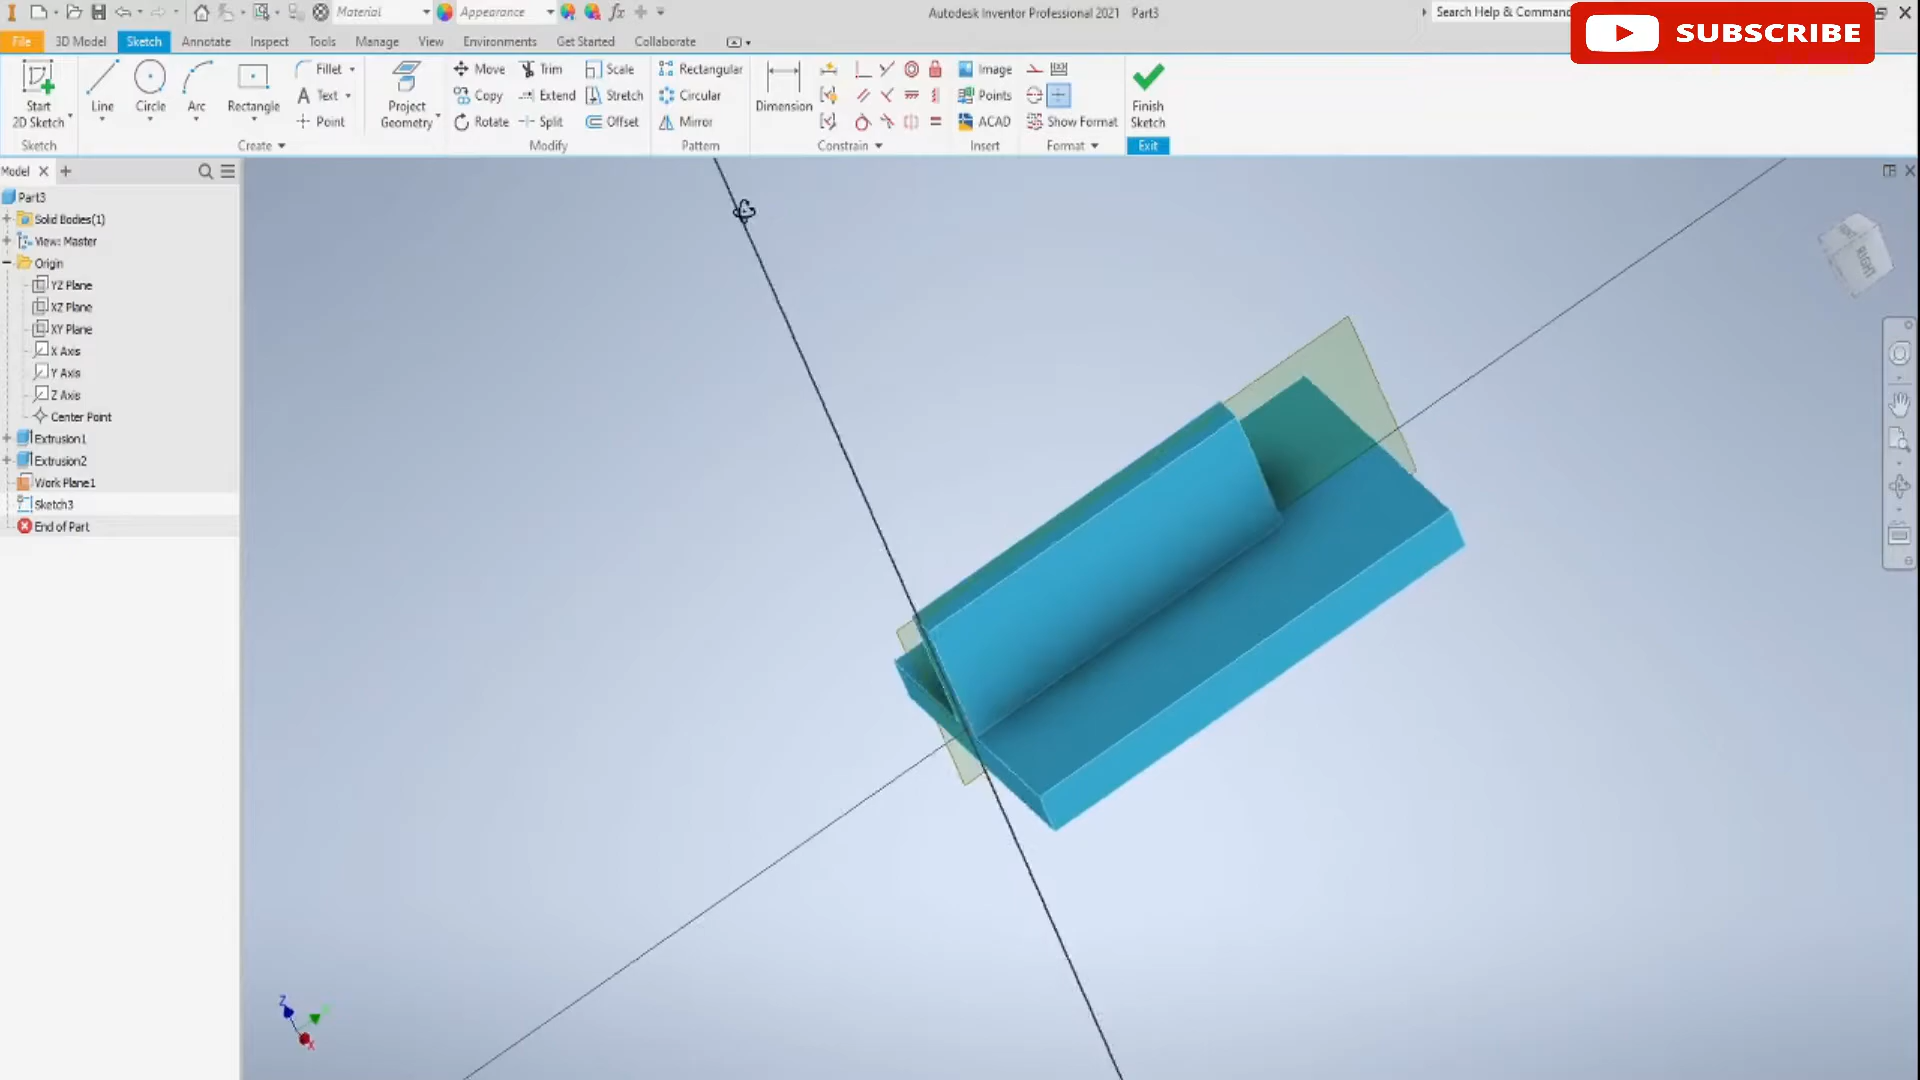 Material Appearance fx Autodesk Inventor Professional 2021 Part3 Search Help & Command
SUBSCRIBE
File 3D Model Sketch Annotate Inspect Tools Manage View Environments Get Started Collaborate
Start
2D Sketch
Line
Circle
Arc
Rectangle
Fillet
Text
Point
Project
Geometry
Move
Copy
Rotate
Trim
Extend
Split
Scale
Stretch
Offset
Rectangular
Circular
Mirror
Dimension
Image
Points
ACAD
Show Format
Finish
Sketch
Sketch Create Modify Pattern Constrain Insert Format Exit
Model
Part3
Solid Bodies(1)
View: Master
Origin
YZ Plane
XZ Plane
XY Plane
X Axis
Y Axis
Z Axis
Center Point
Extrusion1
Extrusion2
Work Plane1
Sketch3
End of Part
RIGHT
Z
X